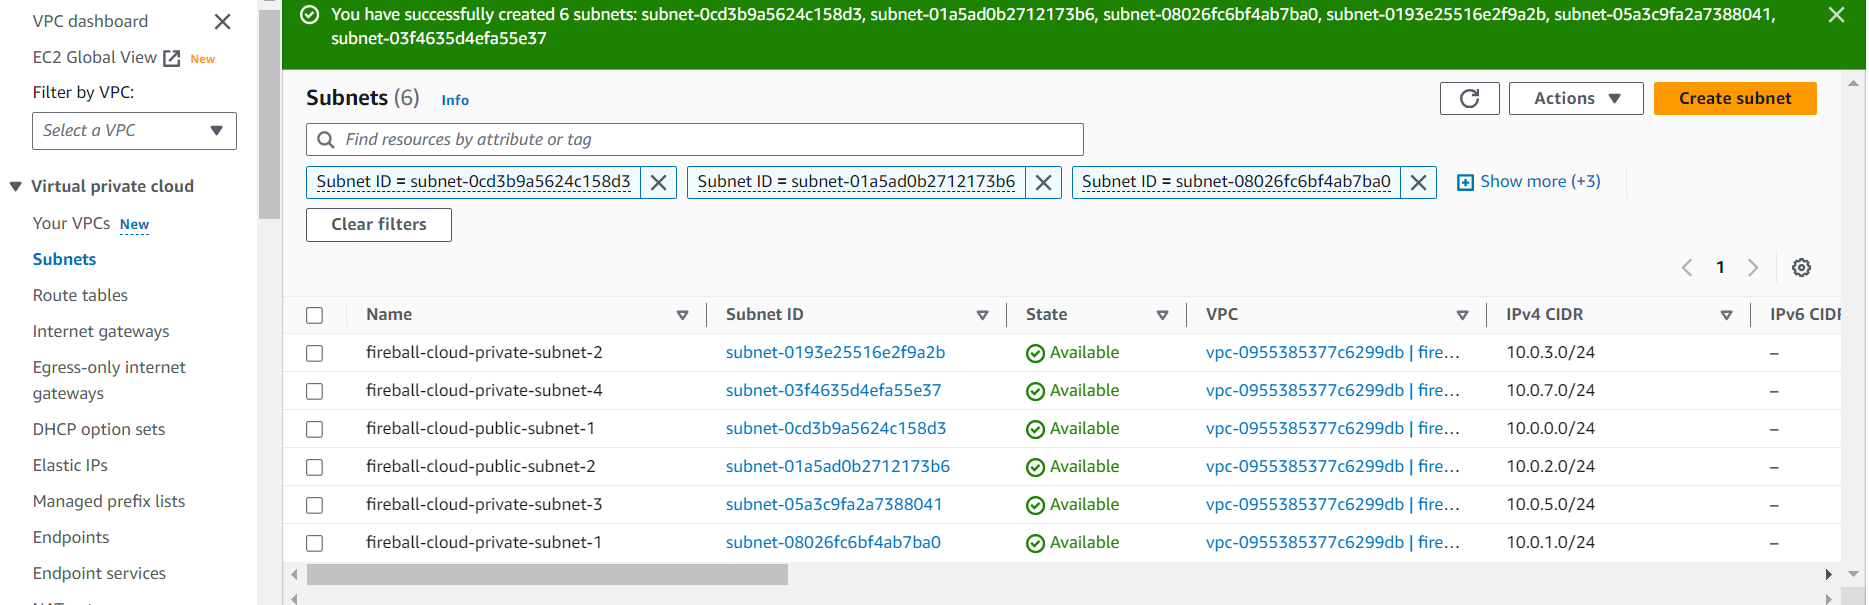 VPC dashboard
EC2 Global View New
Filter by VPC:
Select a VPC
Virtual private cloud
Your VPCs New
Subnets
Route tables
Internet gateways
Egress-only internet
gateways
DHCP option sets
Elastic IPs
Managed prefix lists
Endpoints
Endpoint services
You have successfully created 6 subnets: subnet-0cd3b9a5624c158d3, subnet-01a5ad0b2712173b6, subnet-08026fc6bf4ab7ba0, subnet-0193e25516e2f9a2b, subnet-05a3c9fa2a7388041,
subnet-03f4635d4efa55e37
Subnets (6) Info
Actions
Create subnet
Find resources by attribute or tag
Subnet ID = subnet-0cd3b9a5624c158d3 Subnet ID = subnet-01a5ad0b2712173b6 Subnet ID = subnet-08026fc6bf4ab7ba0 Show more (+3)
Clear filters
1
Name Subnet ID State VPC IPv4 CIDR IPv6 CIDR
fireball-cloud-private-subnet-2 subnet-0193e25516e2f9a2b Available vpc-0955385377c6299db | fire… 10.0.3.0/24 –
fireball-cloud-private-subnet-4 subnet-03f4635d4efa55e37 Available vpc-0955385377c6299db | fire… 10.0.7.0/24 –
fireball-cloud-public-subnet-1 subnet-0cd3b9a5624c158d3 Available vpc-0955385377c6299db | fire… 10.0.0.0/24 –
fireball-cloud-public-subnet-2 subnet-01a5ad0b2712173b6 Available vpc-0955385377c6299db | fire… 10.0.2.0/24 –
fireball-cloud-private-subnet-3 subnet-05a3c9fa2a7388041 Available vpc-0955385377c6299db | fire… 10.0.5.0/24 –
fireball-cloud-private-subnet-1 subnet-08026fc6bf4ab7ba0 Available vpc-0955385377c6299db | fire… 10.0.1.0/24 –